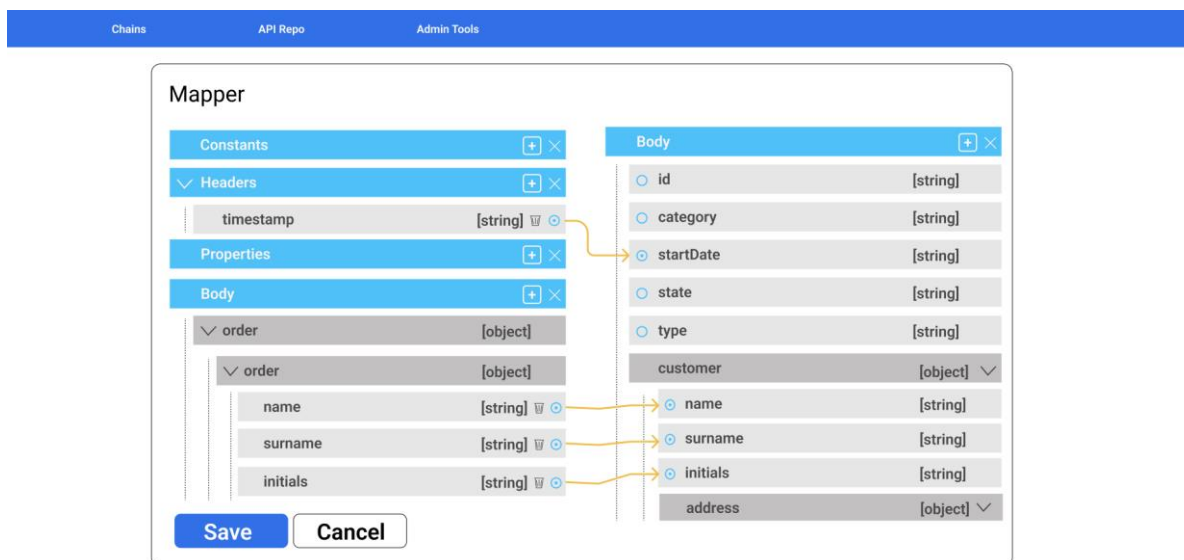 Chains API Repo Admin Tools
Mapper
Constants
Headers
timestamp [string]
Properties
Body
order [object]
order [object]
name [string]
surname [string]
initials [string]
Save Cancel
Body
id [string]
category [string]
startDate [string]
state [string]
type [string]
customer [object]
name [string]
surname [string]
initials [string]
address [object]